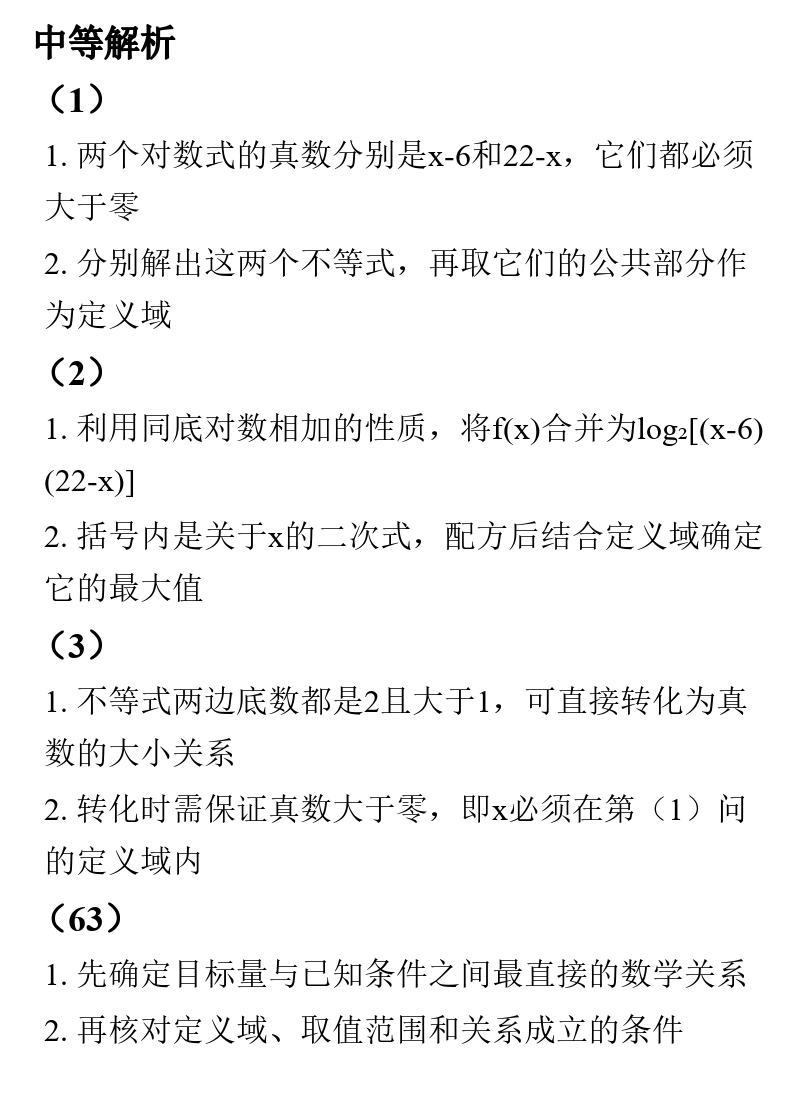 中等解析
（1）
1. 两个对数式的真数分别是x-6和22-x，它们都必须
大于零
2. 分别解出这两个不等式，再取它们的公共部分作
为定义域
（2）
1. 利用同底对数相加的性质，将f(x)合并为log₂[(x-6)
(22-x)]
2. 括号内是关于x的二次式，配方后结合定义域确定
它的最大值
（3）
1. 不等式两边底数都是2且大于1，可直接转化为真
数的大小关系
2. 转化时需保证真数大于零，即x必须在第（1）问
的定义域内
（63）
1. 先确定目标量与已知条件之间最直接的数学关系
2. 再核对定义域、取值范围和关系成立的条件